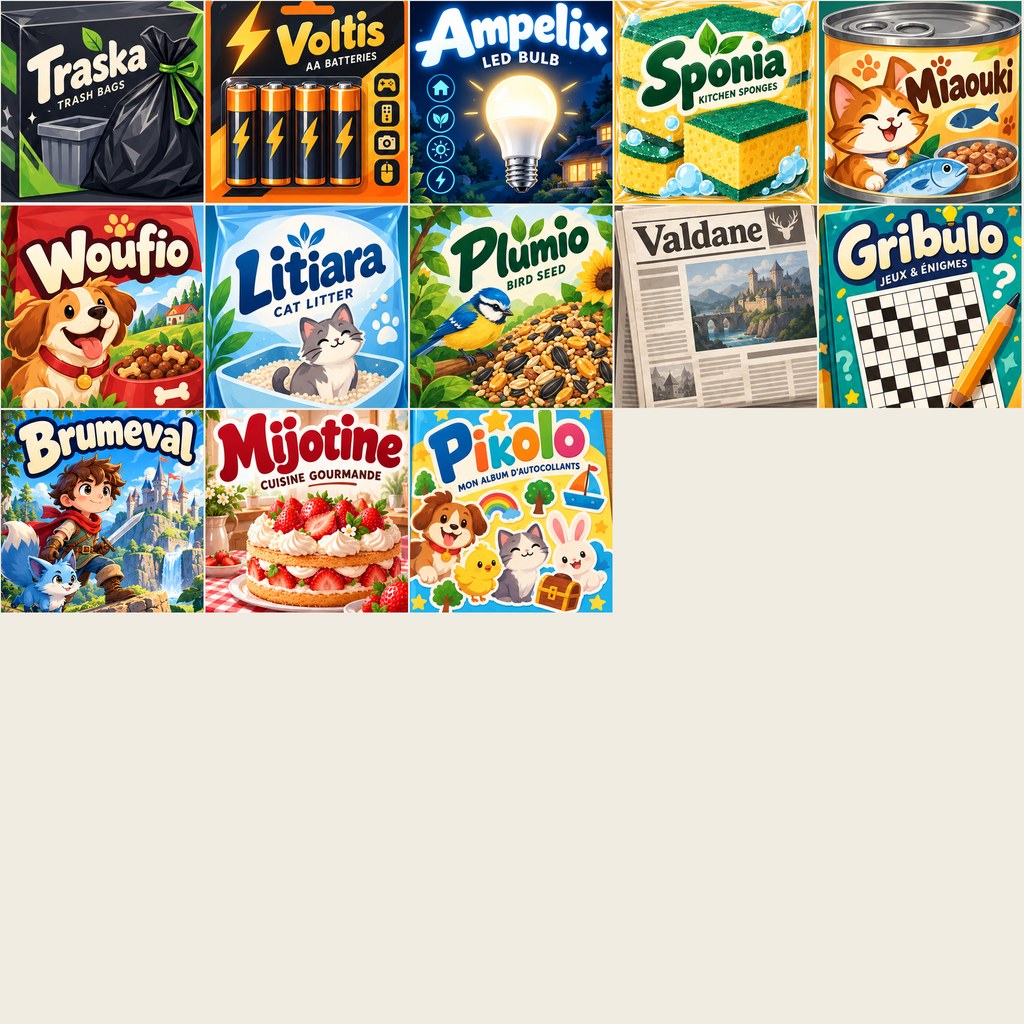 Traska
TRASH BAGS
Voltis
AA BATTERIES
Ampelix
LED BULB
Sponia
KITCHEN SPONGES
Miaouki
Woufio
Litiara
CAT LITTER
Plumio
BIRD SEED
Valdane
Gribulo
JEUX & ÉNIGMES
Brumeval
Mijotine
CUISINE GOURMANDE
Pikolo
MON ALBUM D'AUTOCOLLANTS